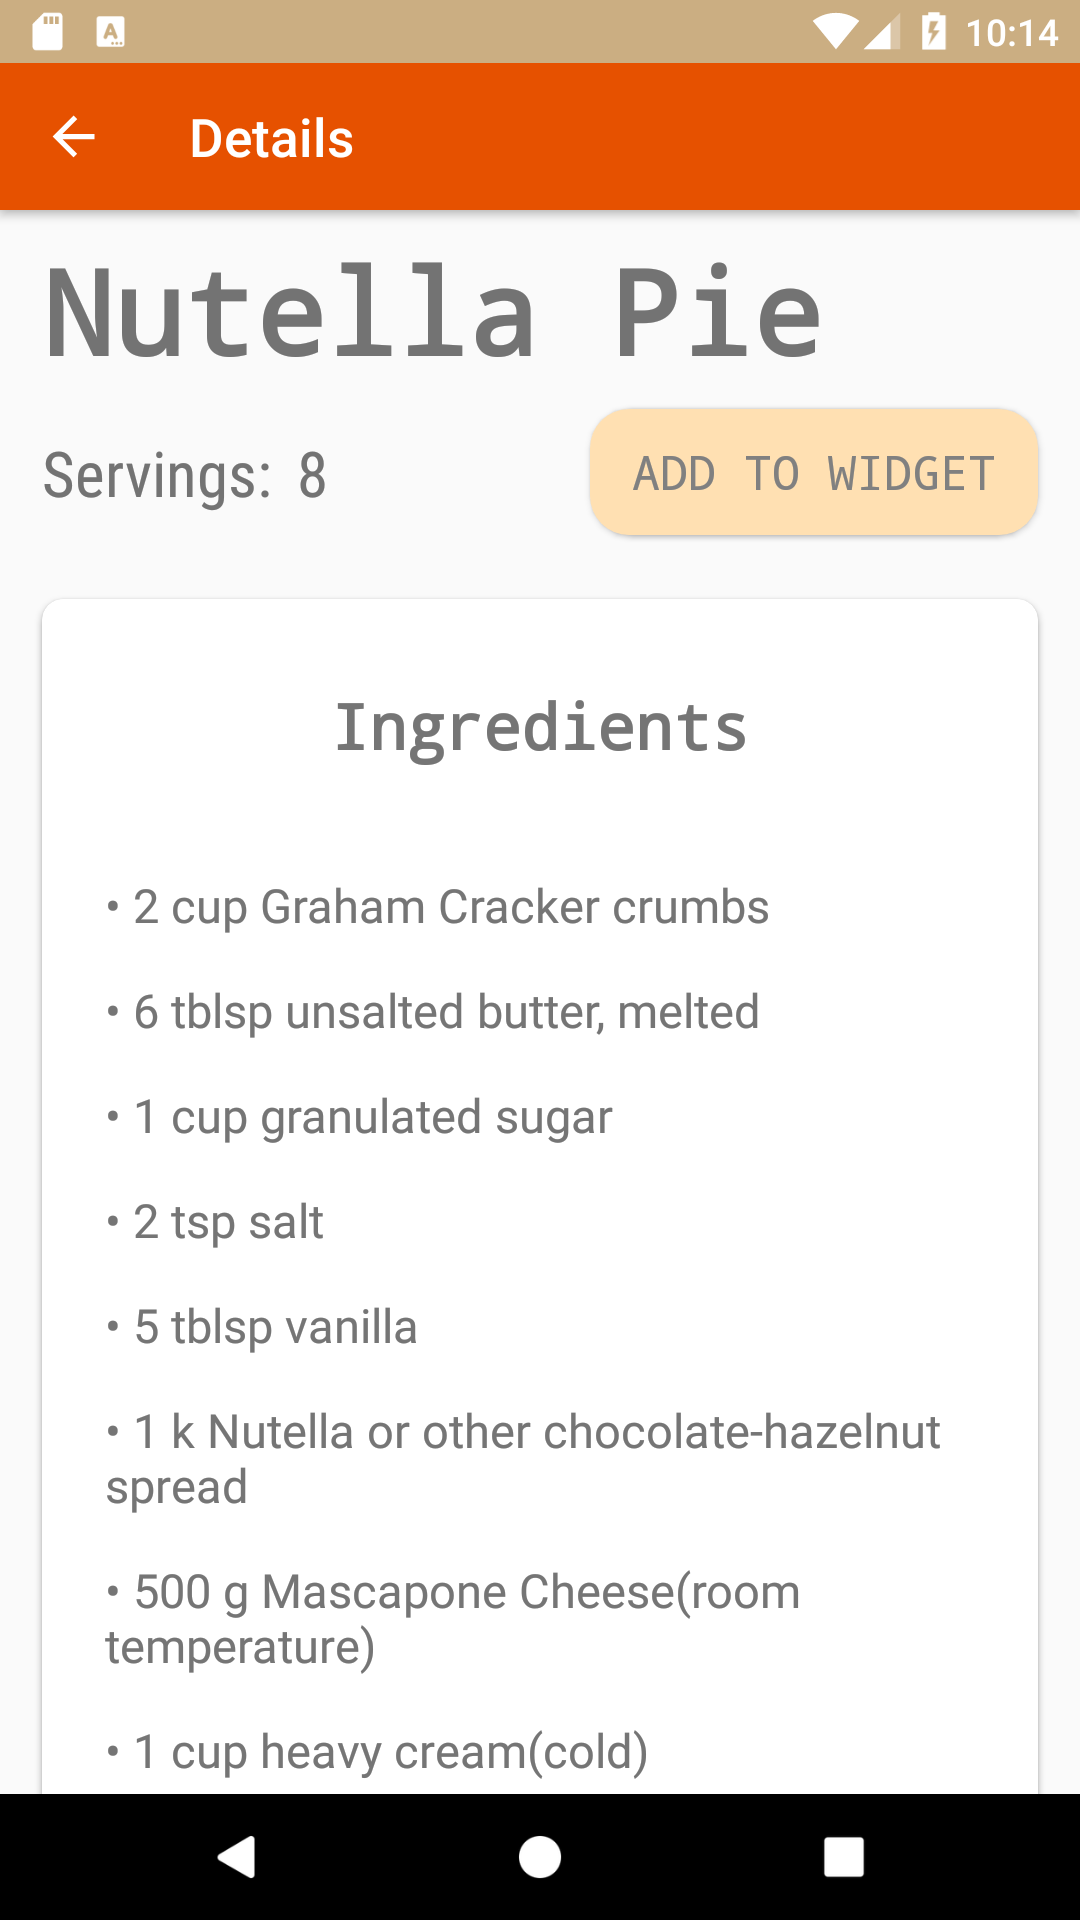 10:14
Details
Nutella Pie
Servings: 8
ADD TO WIDGET
Ingredients
• 2 cup Graham Cracker crumbs
• 6 tblsp unsalted butter, melted
• 1 cup granulated sugar
• 2 tsp salt
• 5 tblsp vanilla
• 1 k Nutella or other chocolate-hazelnut
spread
• 500 g Mascapone Cheese(room
temperature)
• 1 cup heavy cream(cold)